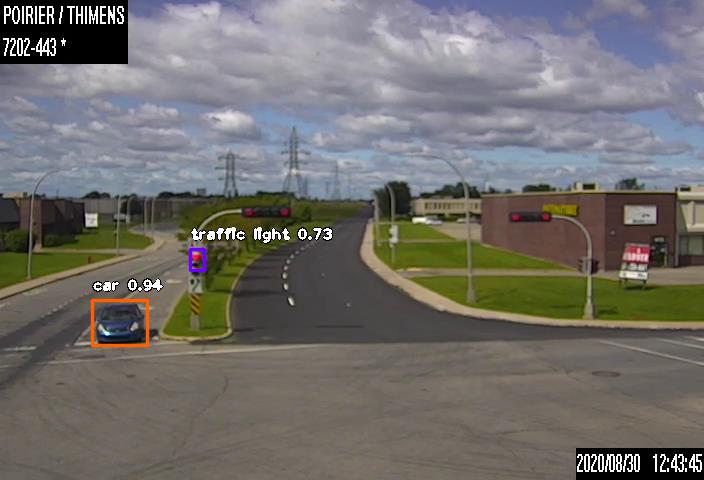 POIRIER / THIMENS
7202-443 *
traffic light 0.73
car 0.94
2020/08/30 12:43:45